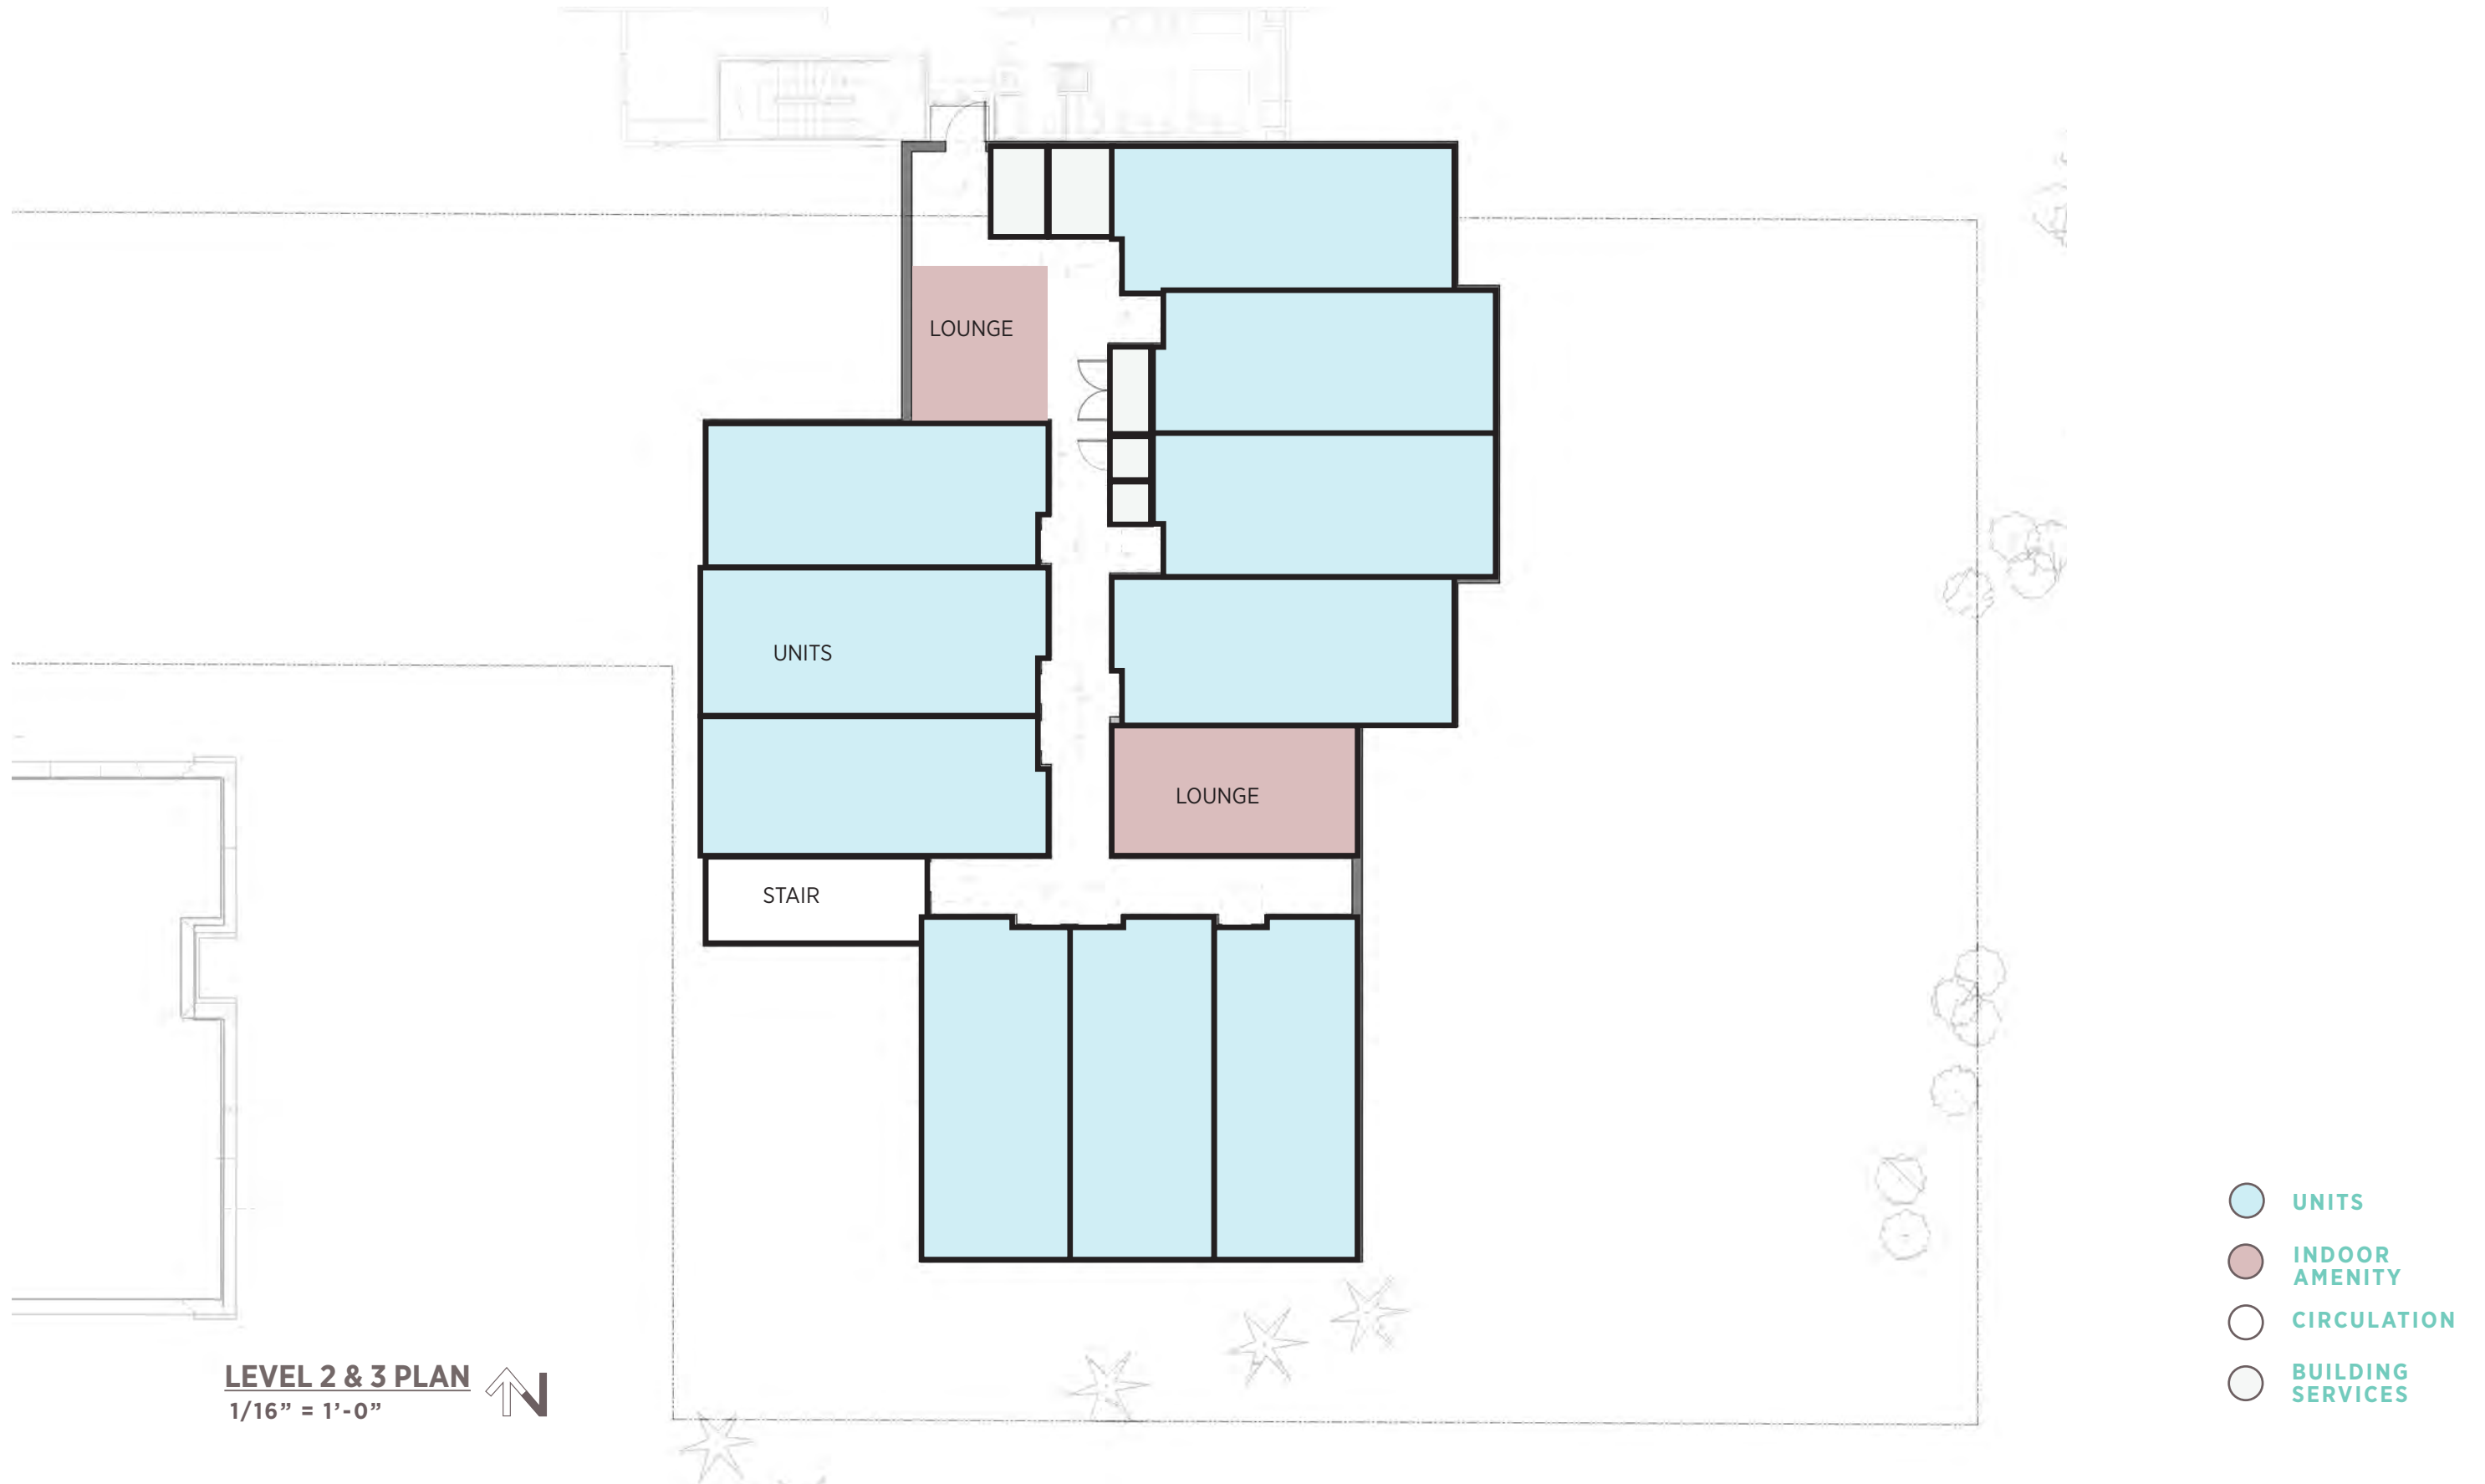 LOUNGE
UNITS
LOUNGE
STAIR
UNITS
INDOOR
AMENITY
CIRCULATION
BUILDING
SERVICES
LEVEL 2 & 3 PLAN
1/16” = 1’-0”
N